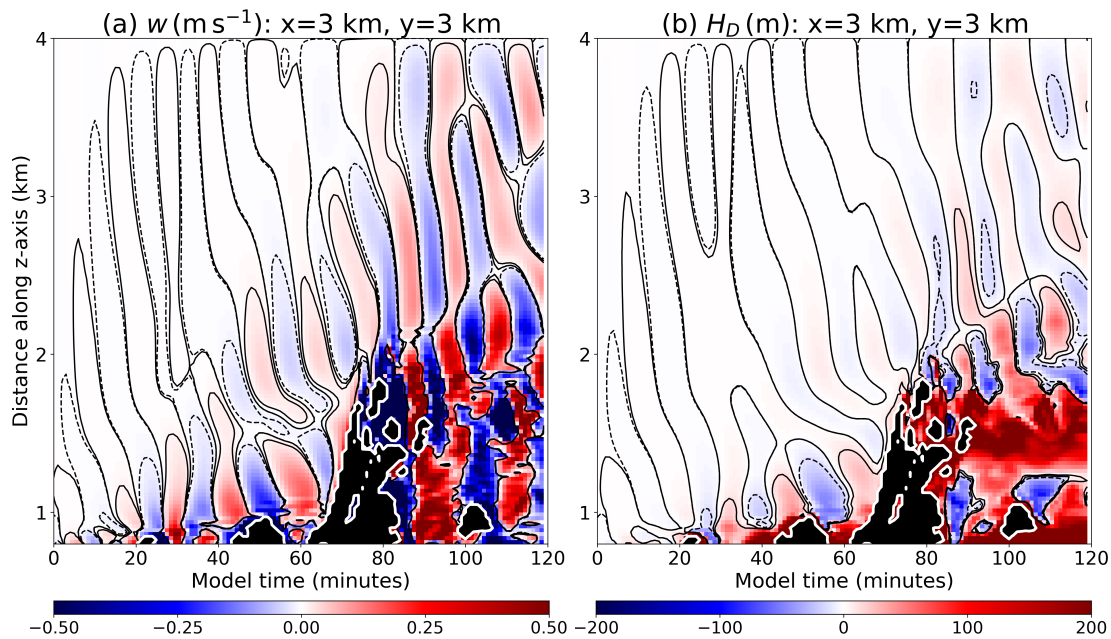 (a) w (m s⁻¹): x=3 km, y=3 km
(b) H_D (m): x=3 km, y=3 km
Distance along z-axis (km)
4
3
2
1
0 20 40 60 80 100 120
Model time (minutes)
−0.50 −0.25 0.00 0.25 0.50
4
3
2
1
0 20 40 60 80 100 120
Model time (minutes)
−200 −100 0 100 200